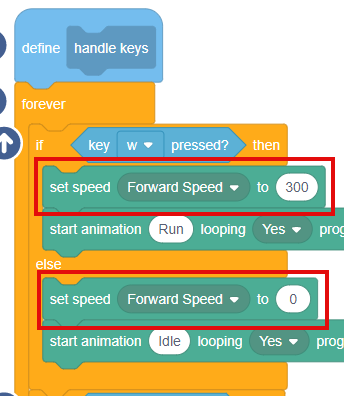 define handle keys
forever
if key w pressed? then
set speed Forward Speed to 300
start animation Run looping Yes prog
else
set speed Forward Speed to 0
start animation Idle looping Yes prog